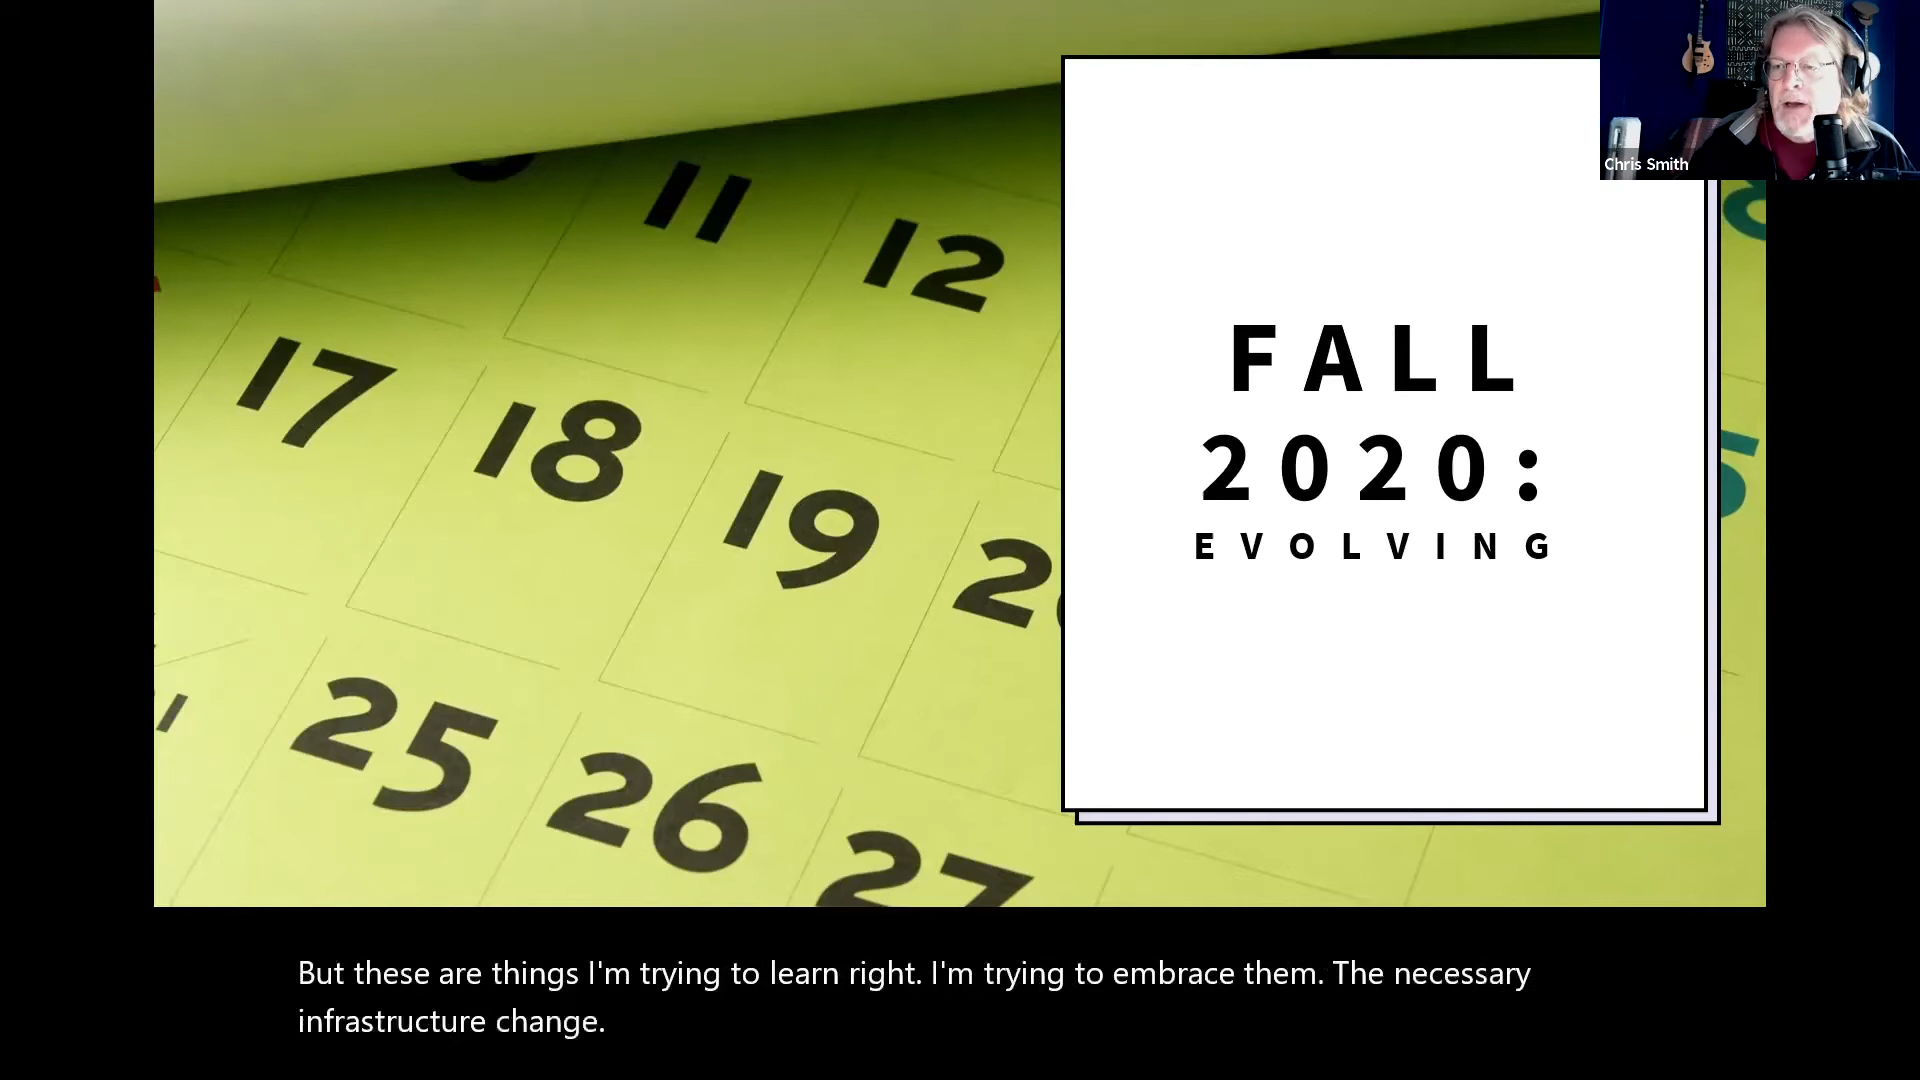 11
12
17
18
19
25
26
27
FALL
2020:
EVOLVING
Chris Smith
But these are things I'm trying to learn right. I'm trying to embrace them. The necessary
infrastructure change.